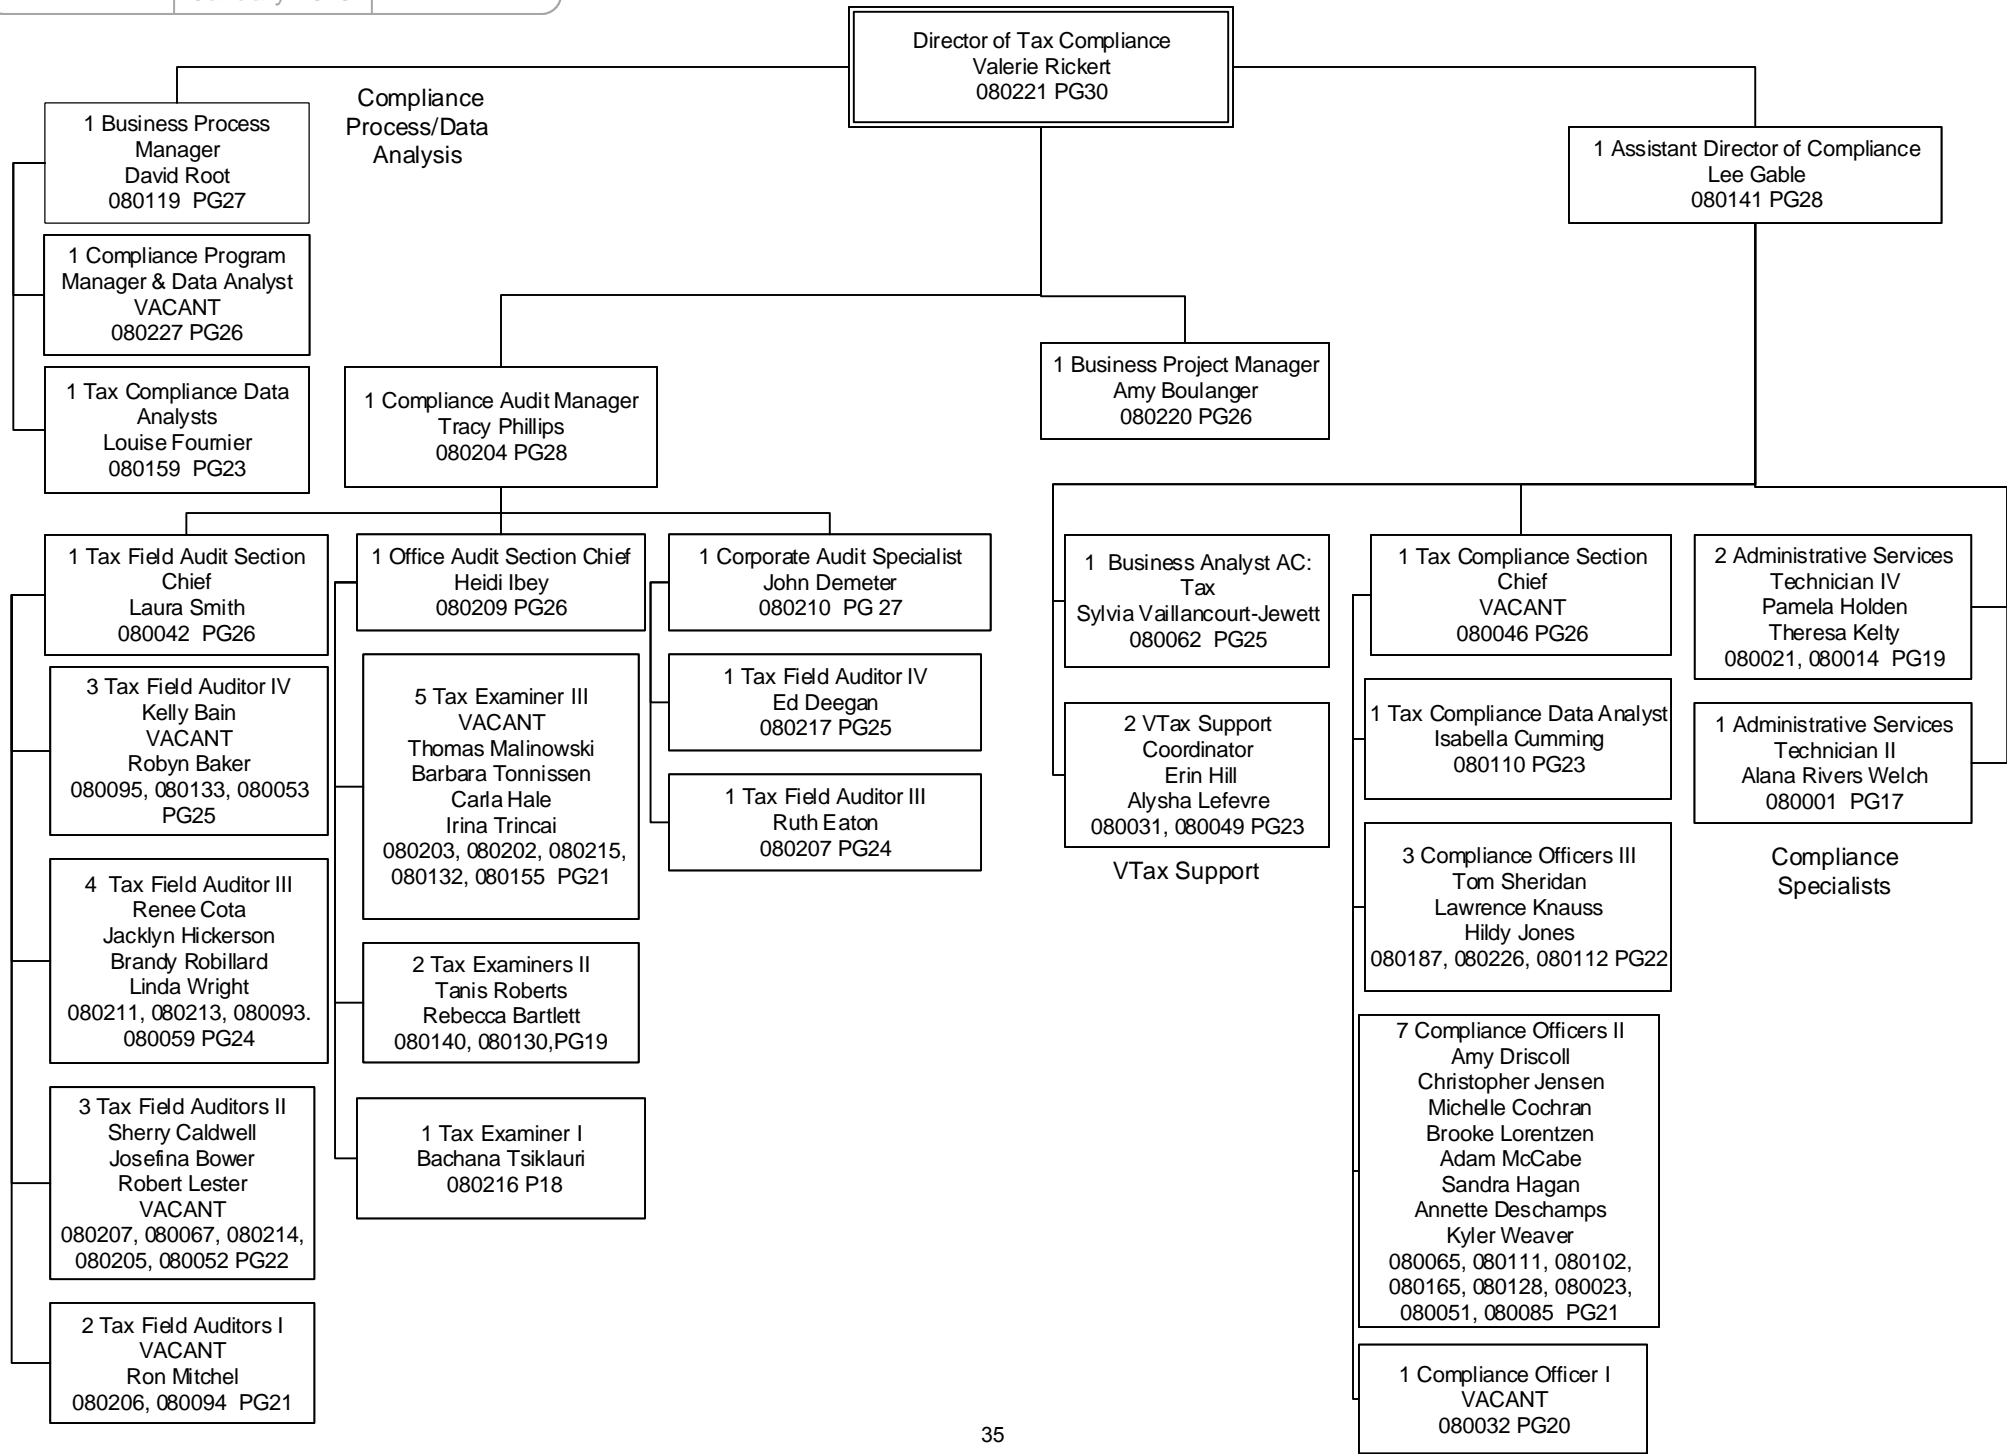 Director of Tax Compliance
Valerie Rickert
080221 PG30
Compliance
Process/Data
Analysis
1 Business Process
Manager
David Root
080119 PG27
1 Compliance Program
Manager & Data Analyst
VACANT
080227 PG26
1 Tax Compliance Data
Analysts
Louise Fournier
080159 PG23
1 Assistant Director of Compliance
Lee Gable
080141 PG28
1 Compliance Audit Manager
Tracy Phillips
080204 PG28
1 Business Project Manager
Amy Boulanger
080220 PG26
1 Tax Field Audit Section
Chief
Laura Smith
080042 PG26
3 Tax Field Auditor IV
Kelly Bain
VACANT
Robyn Baker
080095, 080133, 080053
PG25
4 Tax Field Auditor III
Renee Cota
Jacklyn Hickerson
Brandy Robillard
Linda Wright
080211, 080213, 080093.
080059 PG24
3 Tax Field Auditors II
Sherry Caldwell
Josefina Bower
Robert Lester
VACANT
080207, 080067, 080214,
080205, 080052 PG22
2 Tax Field Auditors I
VACANT
Ron Mitchel
080206, 080094 PG21
1 Office Audit Section Chief
Heidi Ibey
080209 PG26
5 Tax Examiner III
VACANT
Thomas Malinowski
Barbara Tonnissen
Carla Hale
Irina Trincai
080203, 080202, 080215,
080132, 080155 PG21
2 Tax Examiners II
Tanis Roberts
Rebecca Bartlett
080140, 080130,PG19
1 Tax Examiner I
Bachana Tsiklauri
080216 P18
1 Corporate Audit Specialist
John Demeter
080210 PG 27
1 Tax Field Auditor IV
Ed Deegan
080217 PG25
1 Tax Field Auditor III
Ruth Eaton
080207 PG24
1 Business Analyst AC:
Tax
Sylvia Vaillancourt-Jewett
080062 PG25
2 VTax Support
Coordinator
Erin Hill
Alysha Lefevre
080031, 080049 PG23
VTax Support
1 Tax Compliance Section
Chief
VACANT
080046 PG26
1 Tax Compliance Data Analyst
Isabella Cumming
080110 PG23
3 Compliance Officers III
Tom Sheridan
Lawrence Knauss
Hildy Jones
080187, 080226, 080112 PG22
7 Compliance Officers II
Amy Driscoll
Christopher Jensen
Michelle Cochran
Brooke Lorentzen
Adam McCabe
Sandra Hagan
Annette Deschamps
Kyler Weaver
080065, 080111, 080102,
080165, 080128, 080023,
080051, 080085 PG21
1 Compliance Officer I
VACANT
080032 PG20
2 Administrative Services
Technician IV
Pamela Holden
Theresa Kelty
080021, 080014 PG19
1 Administrative Services
Technician II
Alana Rivers Welch
080001 PG17
Compliance
Specialists
35